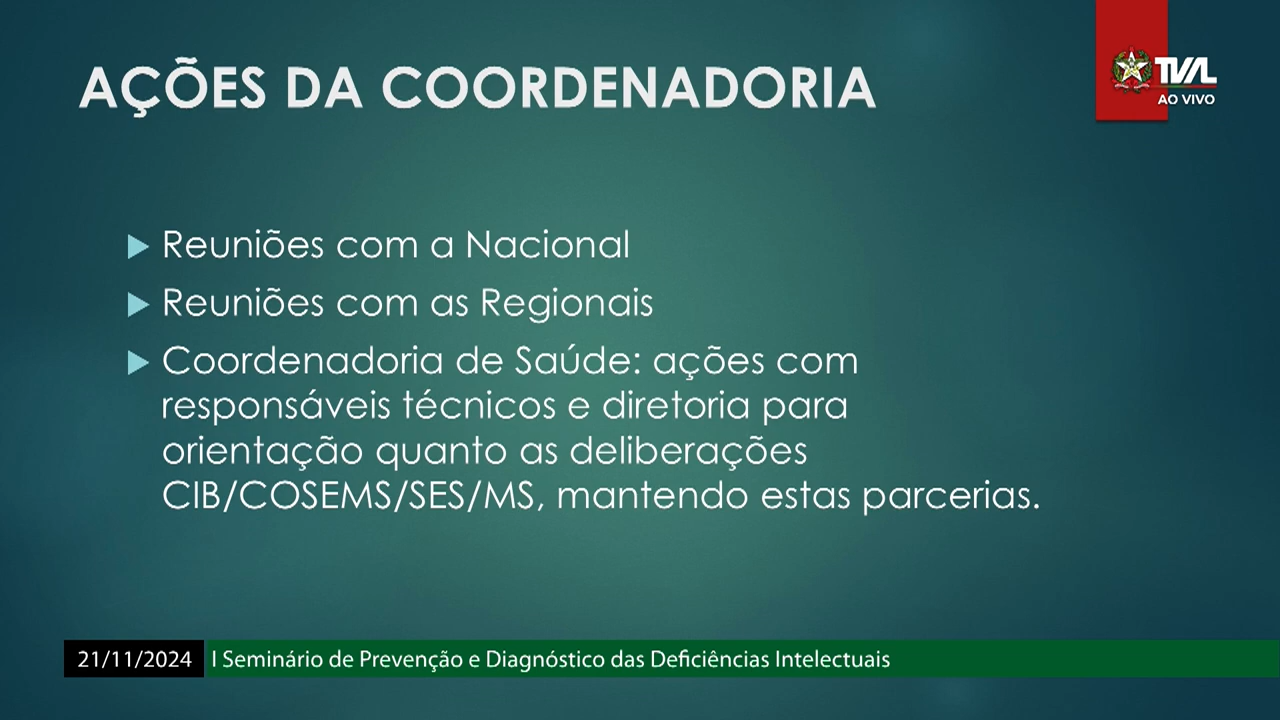 AÇÕES DA COORDENADORIA
TVAL
AO VIVO
Reuniões com a Nacional
Reuniões com as Regionais
Coordenadoria de Saúde: ações com
responsáveis técnicos e diretoria para
orientação quanto as deliberações
CIB/COSEMS/SES/MS, mantendo estas parcerias.
21/11/2024 I Seminário de Prevenção e Diagnóstico das Deficiências Intelectuais